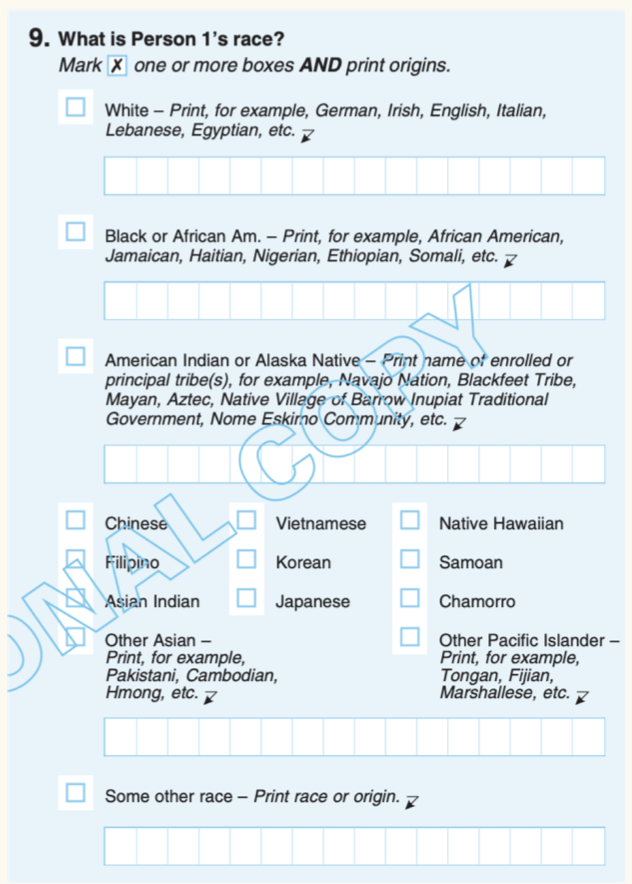 9. What is Person 1's race?
Mark X one or more boxes AND print origins.
White – Print, for example, German, Irish, English, Italian,
Lebanese, Egyptian, etc.
Black or African Am. – Print, for example, African American,
Jamaican, Haitian, Nigerian, Ethiopian, Somali, etc.
American Indian or Alaska Native – Print name of enrolled or
principal tribe(s), for example, Navajo Nation, Blackfeet Tribe,
Mayan, Aztec, Native Village of Barrow Inupiat Traditional
Government, Nome Eskimo Community, etc.
Chinese
Vietnamese
Native Hawaiian
Filipino
Korean
Samoan
Asian Indian
Japanese
Chamorro
Other Asian –
Print, for example,
Pakistani, Cambodian,
Hmong, etc.
Other Pacific Islander –
Print, for example,
Tongan, Fijian,
Marshallese, etc.
Some other race – Print race or origin.
ONAL COPY